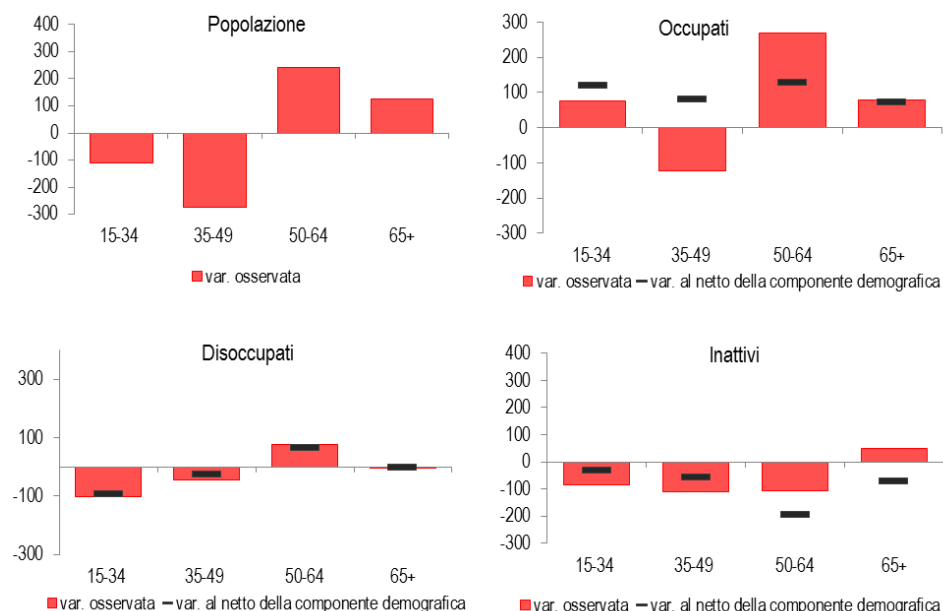 Popolazione
400
300
200
100
0
-100
-200
-300
15-34 35-49 50-64 65+
var. osservata
Occupati
300
200
100
0
-100
-200
-300
15-34 35-49 50-64 65+
var. osservata var. al netto della componente demografica
Disoccupati
300
100
-100
-300
15-34 35-49 50-64 65+
var. osservata var. al netto della componente demografica
Inattivi
400
300
200
100
0
-100
-200
-300
15-34 35-49 50-64 65+
var. osservata var. al netto della componente demografica